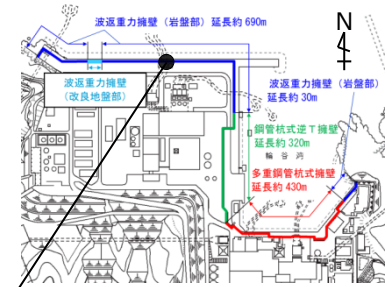 波返重力擁壁（岩盤部）延長約 690m
N
波返重力擁壁
（改良地盤部）
波返重力擁壁（岩盤部）
延長約 30m
鋼管杭式逆Ｔ擁壁
延長約 320m
輪谷湾
多重鋼管杭式擁壁
延長約 430m